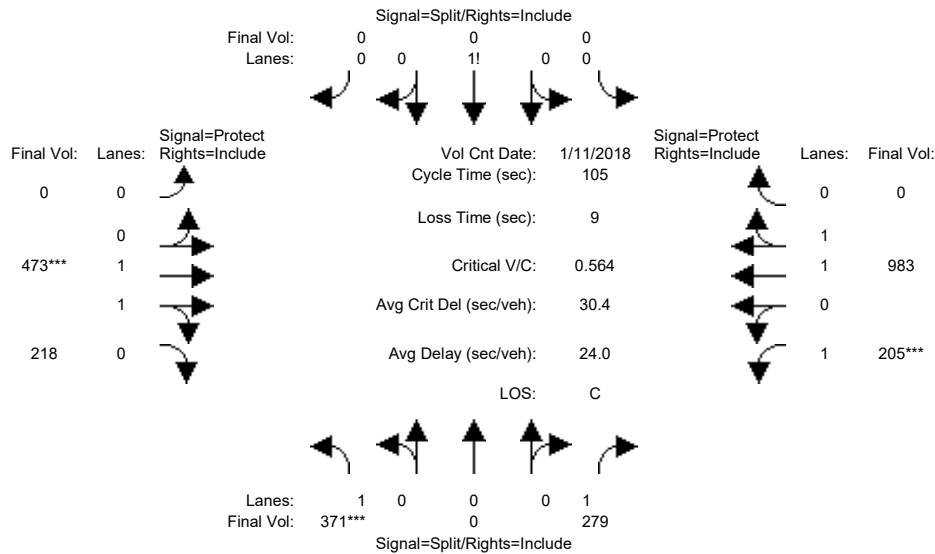 Signal=Split/Rights=Include
Final Vol: 0 0 0
Lanes: 0 0 1! 0 0
Signal=Protect Signal=Protect
Final Vol: Lanes: Rights=Include Vol Cnt Date: 1/11/2018 Rights=Include Lanes: Final Vol:
Cycle Time (sec): 105
0 0 0 0
Loss Time (sec): 9
0 1
473*** 1 Critical V/C: 0.564 1 983
1 Avg Crit Del (sec/veh): 30.4 0
218 0 Avg Delay (sec/veh): 24.0 1 205***
LOS: C
Lanes: 1 0 0 0 1
Final Vol: 371*** 0 279
Signal=Split/Rights=Include